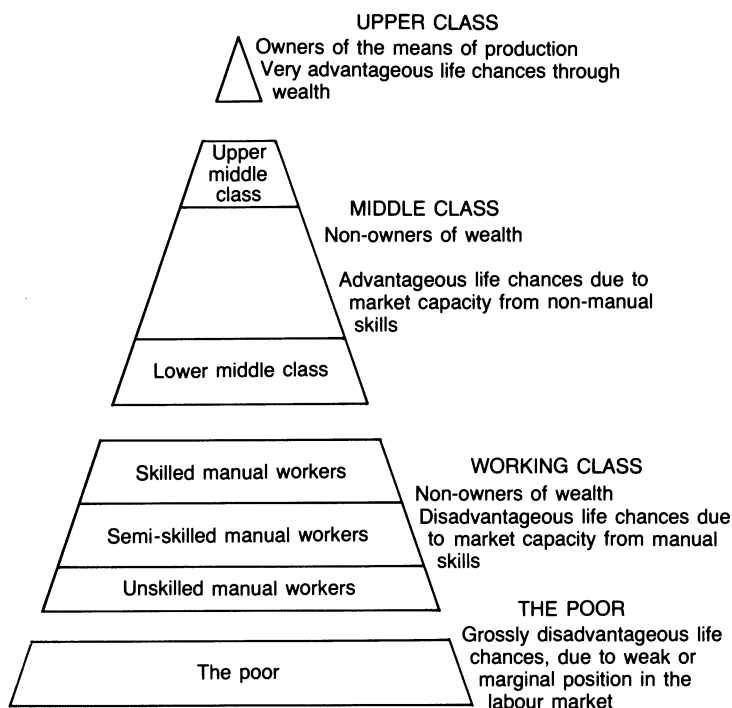 UPPER CLASS
Owners of the means of production
Very advantageous life chances through
wealth
Upper
middle
class
MIDDLE CLASS
Non-owners of wealth
Advantageous life chances due to
market capacity from non-manual
skills
Lower middle class
Skilled manual workers
WORKING CLASS
Non-owners of wealth
Disadvantageous life chances due
to market capacity from manual
skills
Semi-skilled manual workers
Unskilled manual workers
THE POOR
Grossly disadvantageous life
chances, due to weak or
marginal position in the
labour market
The poor